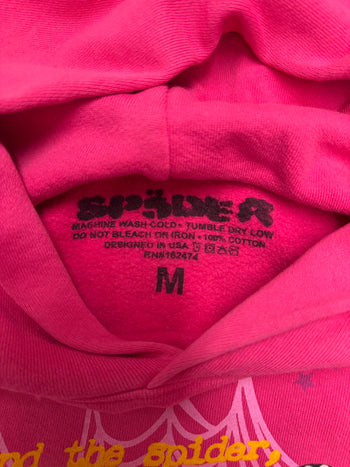 SP5DER
MACHINE WASH COLD • TUMBLE DRY LOW
DO NOT BLEACH OR IRON • 100% COTTON
DESIGNED IN USA
RN#162474
M
the spider,